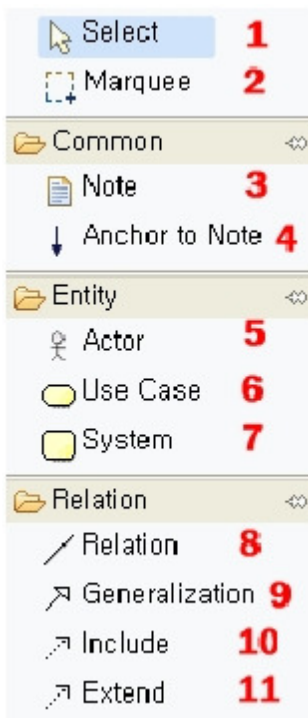 Select 1
Marquee 2
Common
Note 3
Anchor to Note 4
Entity
Actor 5
Use Case 6
System 7
Relation
Relation 8
Generalization 9
Include 10
Extend 11